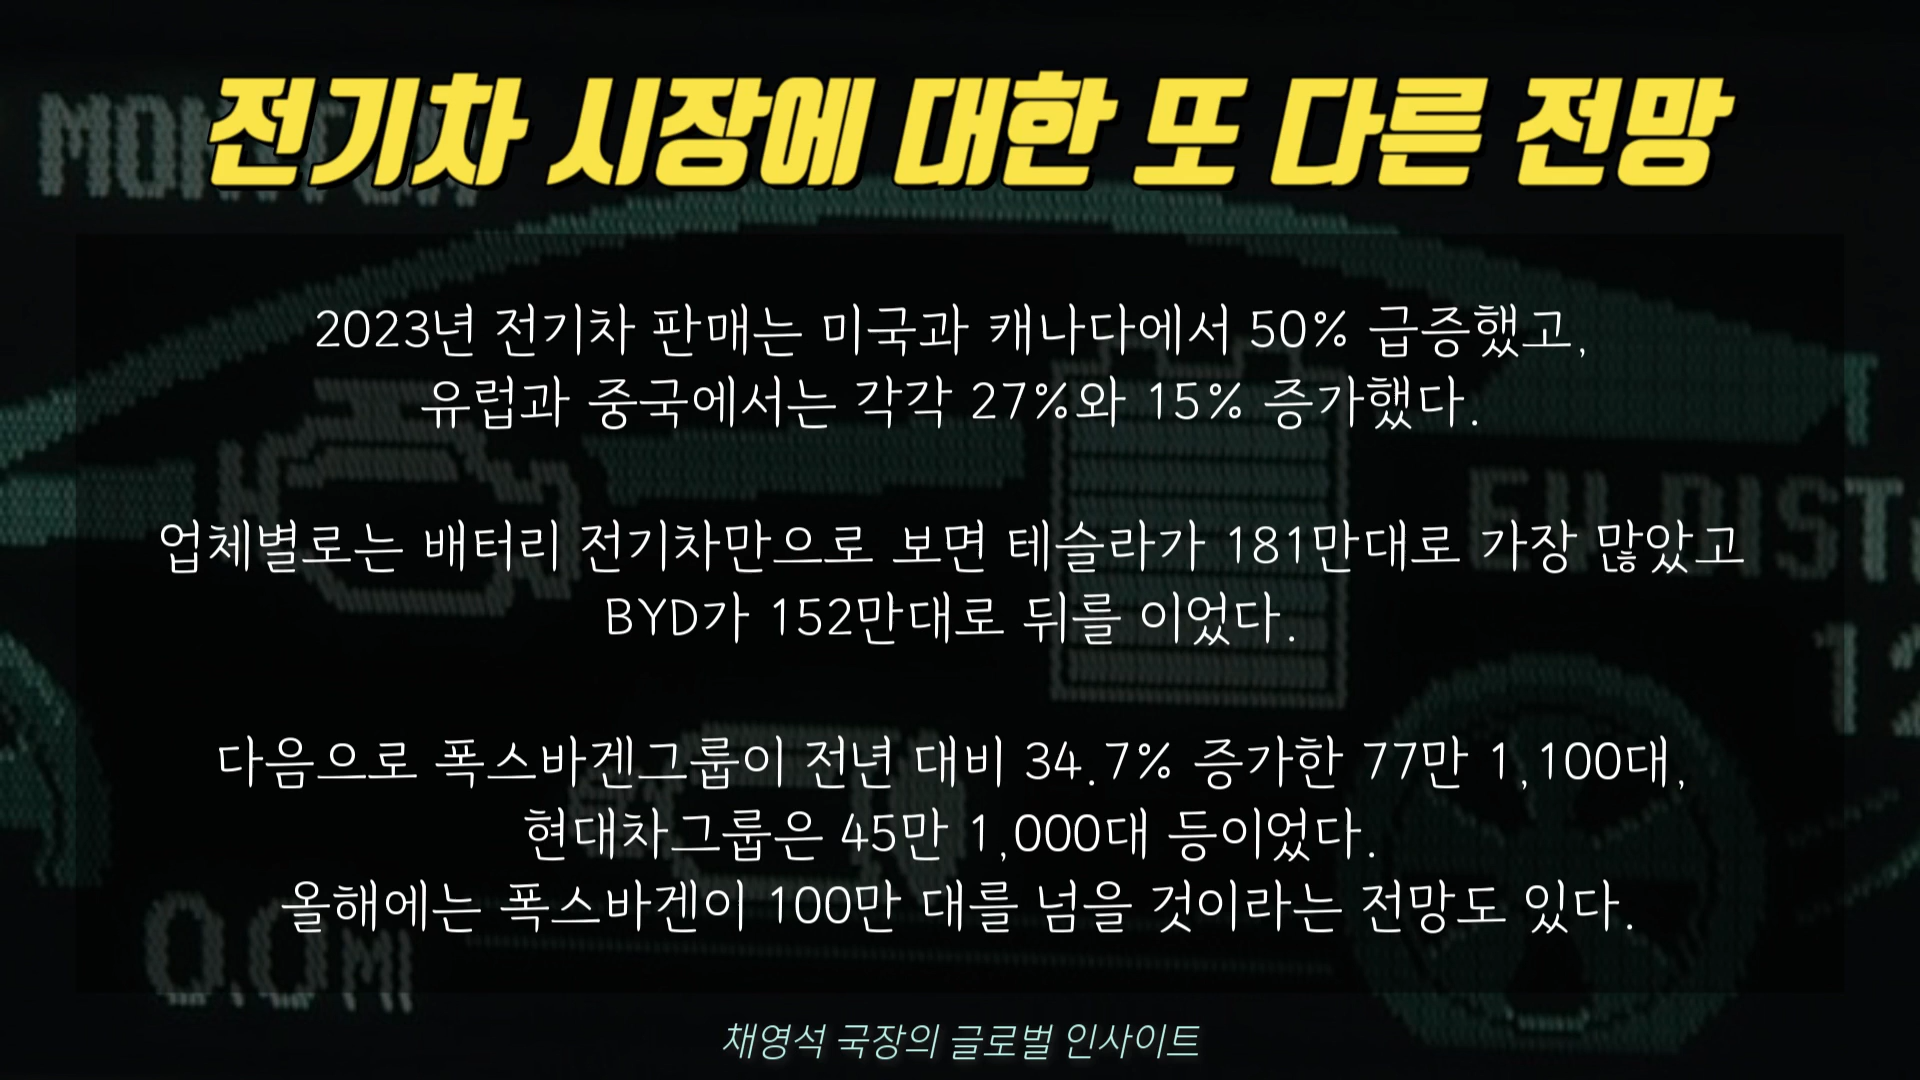 전기차 시장에 대한 또 다른 전망
2023년 전기차 판매는 미국과 캐나다에서 50% 급증했고,
유럽과 중국에서는 각각 27%와 15% 증가했다.
업체별로는 배터리 전기차만으로 보면 테슬라가 181만대로 가장 많았고
BYD가 152만대로 뒤를 이었다.
다음으로 폭스바겐그룹이 전년 대비 34.7% 증가한 77만 1,100대,
현대차그룹은 45만 1,000대 등이었다.
올해에는 폭스바겐이 100만 대를 넘을 것이라는 전망도 있다.
0.0 MI
채영석 국장의 글로벌 인사이트